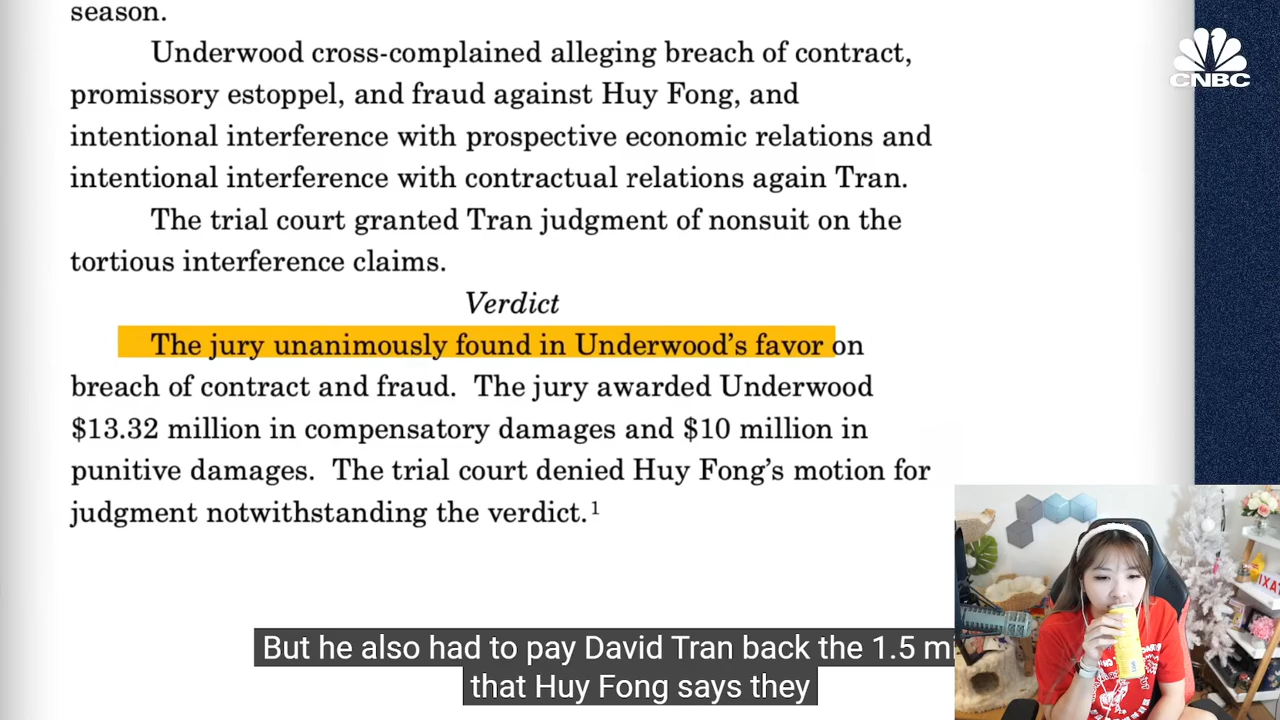 season.
Underwood cross-complained alleging breach of contract,
promissory estoppel, and fraud against Huy Fong, and
intentional interference with prospective economic relations and
intentional interference with contractual relations again Tran.
The trial court granted Tran judgment of nonsuit on the
tortious interference claims.
Verdict
The jury unanimously found in Underwood’s favor on
breach of contract and fraud.  The jury awarded Underwood
$13.32 million in compensatory damages and $10 million in
punitive damages.  The trial court denied Huy Fong’s motion for
judgment notwithstanding the verdict.¹
CNBC
But he also had to pay David Tran back the 1.5
that Huy Fong says they